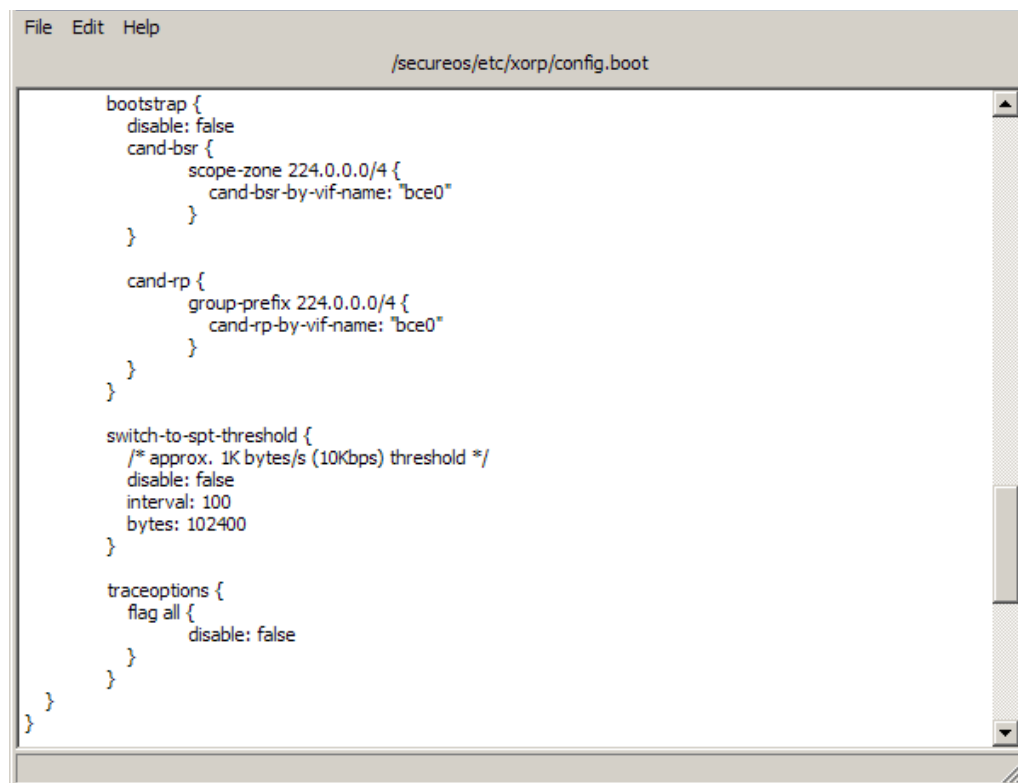 File Edit Help
/secureos/etc/xorp/config.boot
bootstrap {
disable: false
cand-bsr {
scope-zone 224.0.0.0/4 {
cand-bsr-by-vif-name: "bce0"
}
}
cand-rp {
group-prefix 224.0.0.0/4 {
cand-rp-by-vif-name: "bce0"
}
}
}
switch-to-spt-threshold {
/* approx. 1K bytes/s (10Kbps) threshold */
disable: false
interval: 100
bytes: 102400
}
traceoptions {
flag all {
disable: false
}
}
}
}